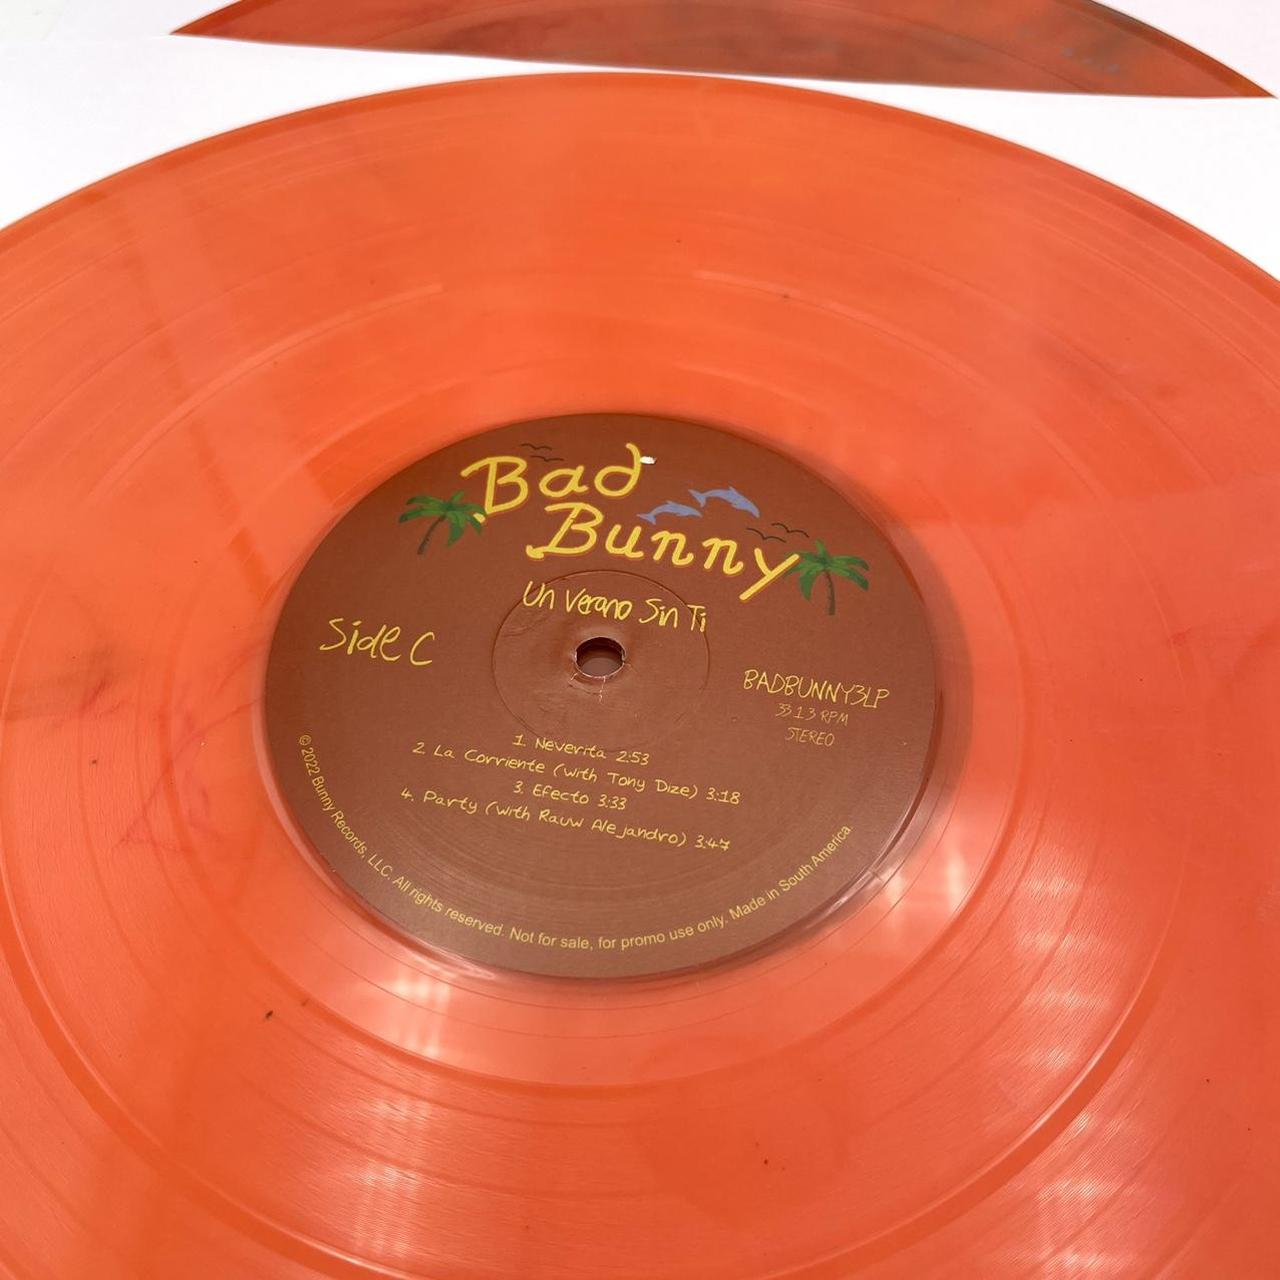 Bad
Bunny
Un Verano Sin Ti
Side C
BADBUNNY3LP
33 1 3 RPM
STEREO
1. Neverita 2:53
2. La Corriente (with Tony Dize) 3:18
3. Efecto 3:33
4. Party (with Rauw Alejandro) 3:47
© 2022 Bunny Records, LLC. All rights reserved. Not for sale, for promo use only. Made in South America.